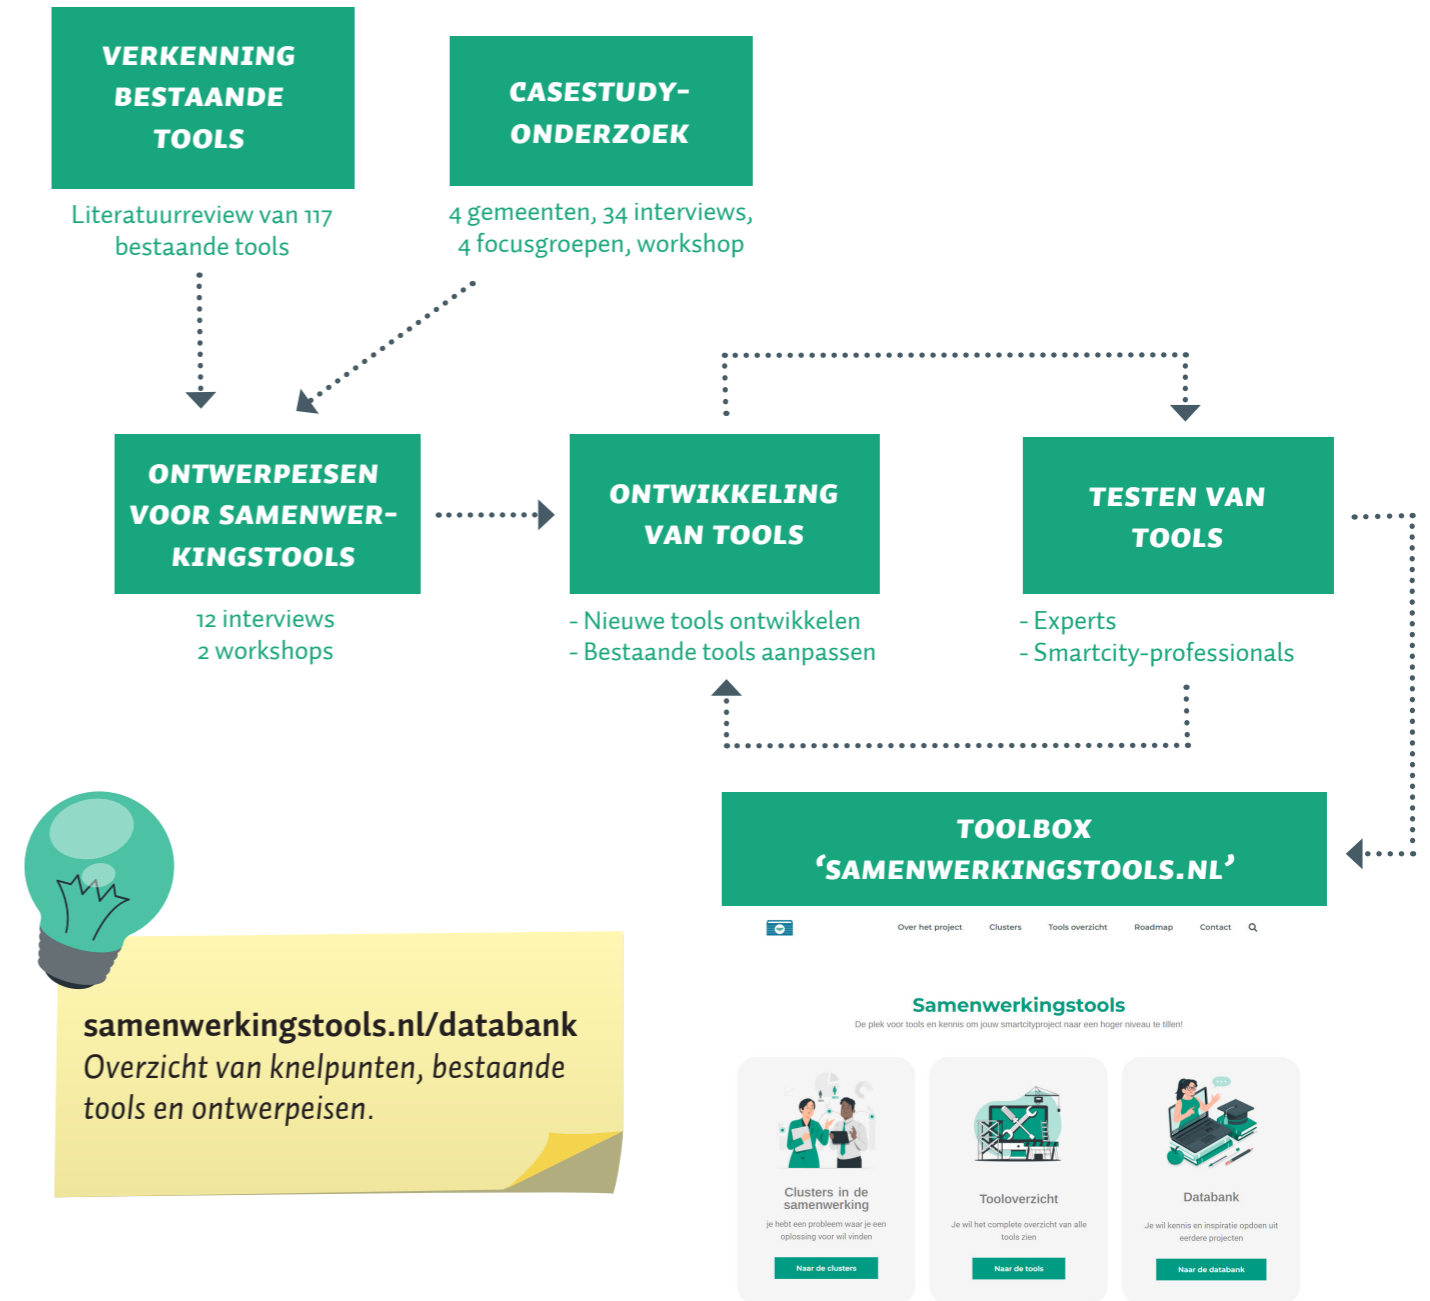 VERKENNING
BESTAANDE
TOOLS
Literatuurreview van 117
bestaande tools
CASESTUDY-
ONDERZOEK
4 gemeenten, 34 interviews,
4 focusgroepen, workshop
ONTWERPEISEN
VOOR SAMENWER-
KINGSTOOLS
12 interviews
2 workshops
ONTWIKKELING
VAN TOOLS
- Nieuwe tools ontwikkelen
- Bestaande tools aanpassen
TESTEN VAN
TOOLS
- Experts
- Smartcity-professionals
TOOLBOX
‘SAMENWERKINGSTOOLS.NL’
Over het project Clusters Tools overzicht Roadmap Contact
Samenwerkingstools
De plek voor tools en kennis om jouw smartcityproject naar een hoger niveau te tillen!
Clusters in de
samenwerking
je hebt een probleem waar je een
oplossing voor wil vinden
Naar de clusters
Tooloverzicht
Je wil het complete overzicht van alle
tools zien
Naar de tools
Databank
Je wil kennis en inspiratie opdoen uit
eerdere projecten
Naar de databank
samenwerkingstools.nl/databank
Overzicht van knelpunten, bestaande
tools en ontwerpeisen.